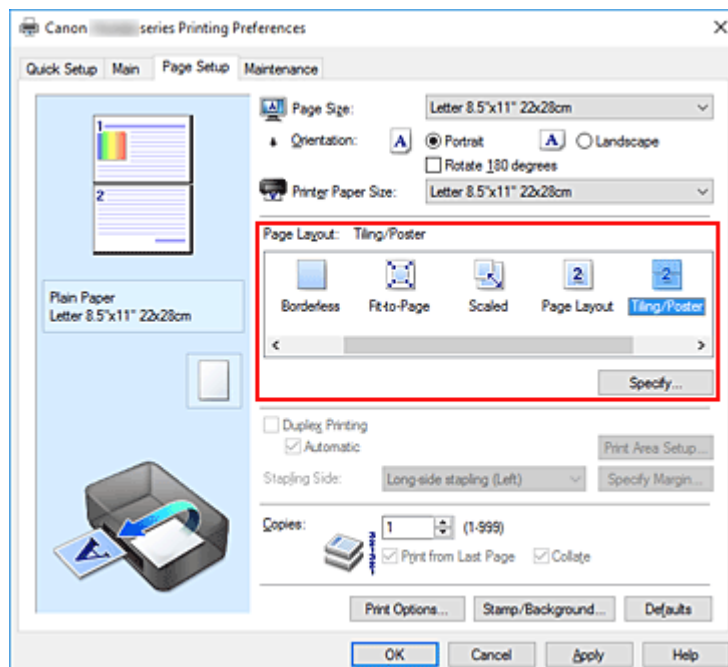 Canon series Printing Preferences
Quick Setup Main Page Setup Maintenance
1
2
Plain Paper
Letter 8.5"x11" 22x28cm
Page Size: Letter 8.5"x11" 22x28cm
Orientation: A Portrait A Landscape
Rotate 180 degrees
Printer Paper Size: Letter 8.5"x11" 22x28cm
Page Layout: Tiling/Poster
2 2
Borderless Fit-to-Page Scaled Page Layout Tiling/Poster
Specify...
Duplex Printing
Automatic Print Area Setup...
Stapling Side: Long-side stapling (Left) Specify Margin...
Copies: 1 (1-999)
Print from Last Page Collate
A
Print Options... Stamp/Background... Defaults
OK Cancel Apply Help